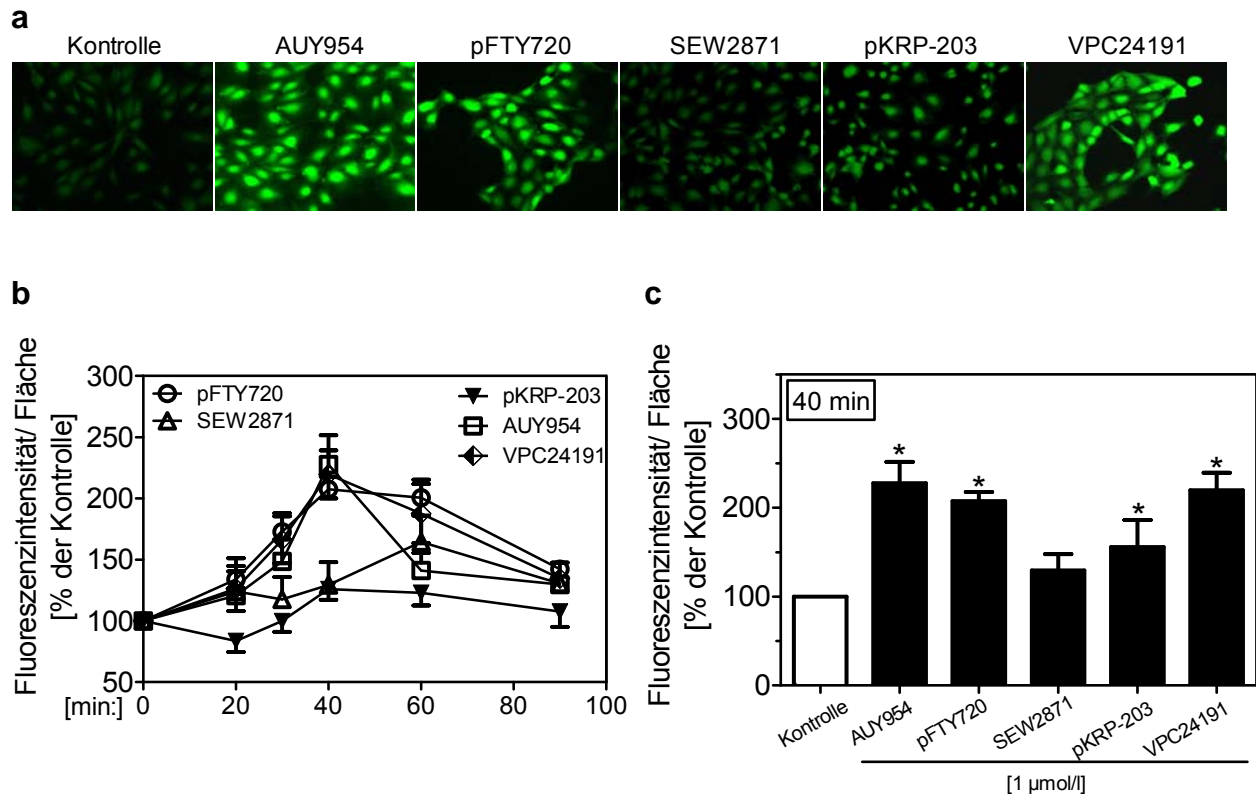 a
Kontrolle AUY954 pFTY720 SEW2871 pKRP-203 VPC24191
b
Fluoreszenzintensität/ Fläche
[% der Kontrolle]
300
250
200
150
100
50
pFTY720
SEW2871
pKRP-203
AUY954
VPC24191
[min:] 0 20 40 60 80 100
c
Fluoreszenzintensität/ Fläche
[% der Kontrolle]
300
200
100
0
40 min
* * * *
Kontrolle AUY954 pFTY720 SEW2871 pKRP-203 VPC24191
[1 µmol/l]